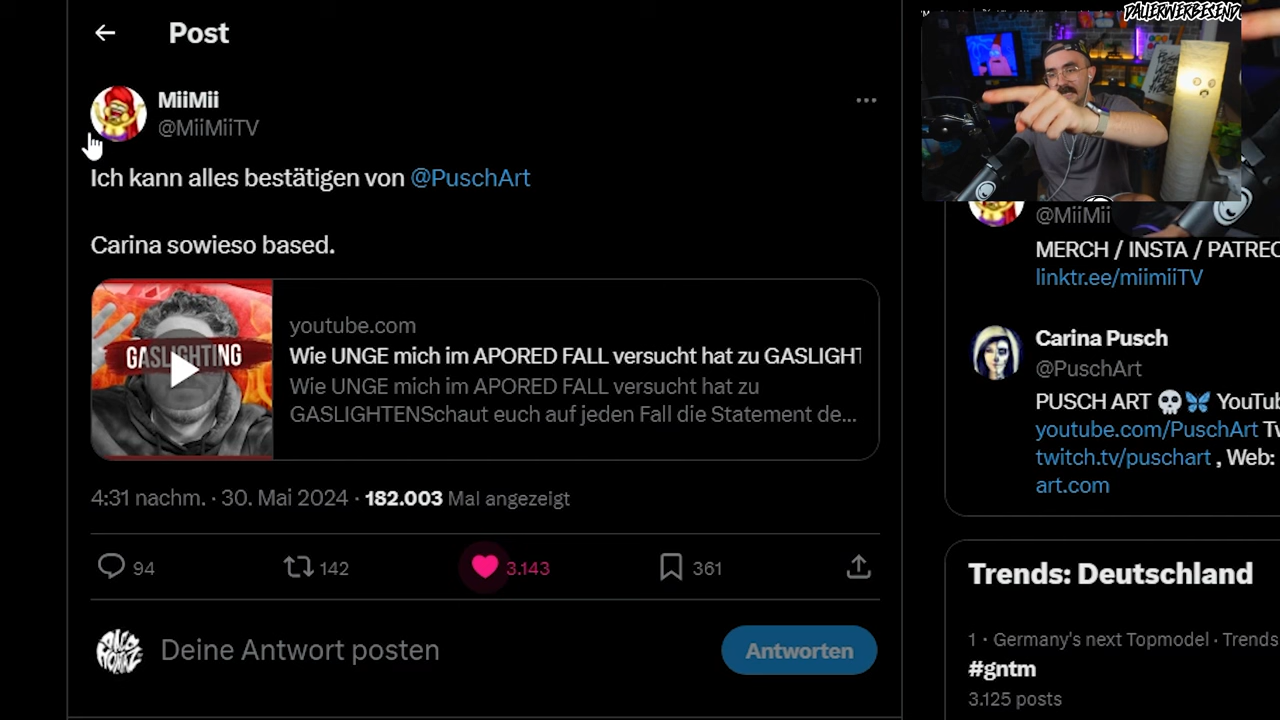 Post
DAUERWERBESEND
MiiMii
@MiiMiiTV
Ich kann alles bestätigen von @PuschArt
Carina sowieso based.
GASLIGHTING
youtube.com
Wie UNGE mich im APORED FALL versucht hat zu GASLIGHT
Wie UNGE mich im APORED FALL versucht hat zu
GASLIGHTENSchaut euch auf jeden Fall die Statement de...
4:31 nachm. · 30. Mai 2024 · 182.003 Mal angezeigt
94
142
3.143
361
Deine Antwort posten
Antworten
@MiiMii
MERCH / INSTA / PATREO
linktr.ee/miimiiTV
Carina Pusch
@PuschArt
PUSCH ART 💀🦋 YouTub
youtube.com/PuschArt Tw
twitch.tv/puschart , Web:
art.com
Trends: Deutschland
1 · Germany's next Topmodel · Trends
#gntm
3.125 posts